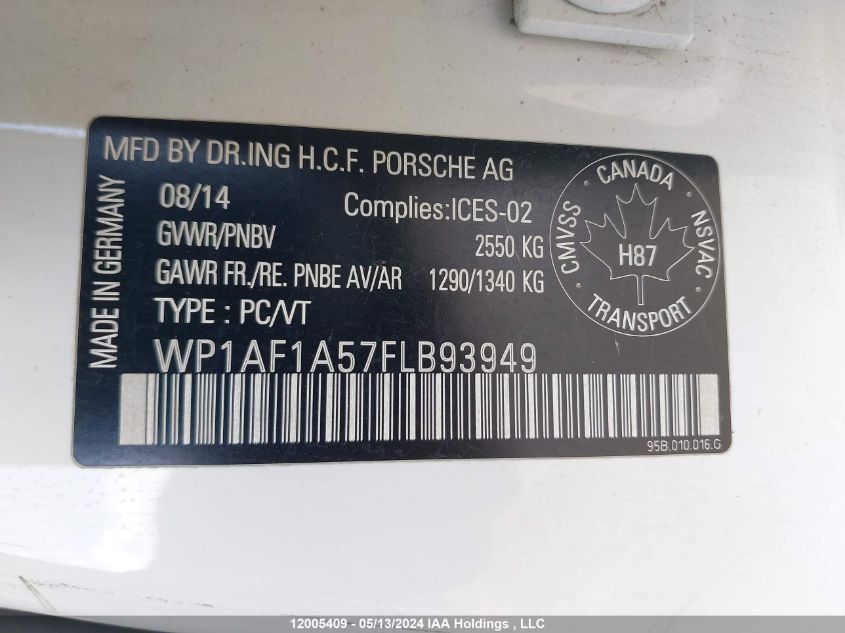 MFD BY DR.ING H.C.F. PORSCHE AG
MADE IN GERMANY
08/14 Complies:ICES-02
GVWR/PNBV 2550 KG
GAWR FR./RE. PNBE AV/AR 1290/1340 KG
TYPE : PC/VT
WP1AF1A57FLB93949
CANADA
CMVSS
NSVAC
H87
TRANSPORT
95B.010.016.G
12005409 - 05/13/2024 IAA Holdings , LLC